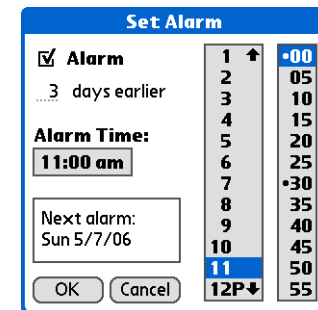 Set Alarm
Alarm
3 days earlier
Alarm Time:
11:00 am
Next alarm:
Sun 5/7/06
OK Cancel
1
2
3
4
5
6
7
8
9
10
11
12P
•00
05
10
15
20
25
•30
35
40
45
50
55